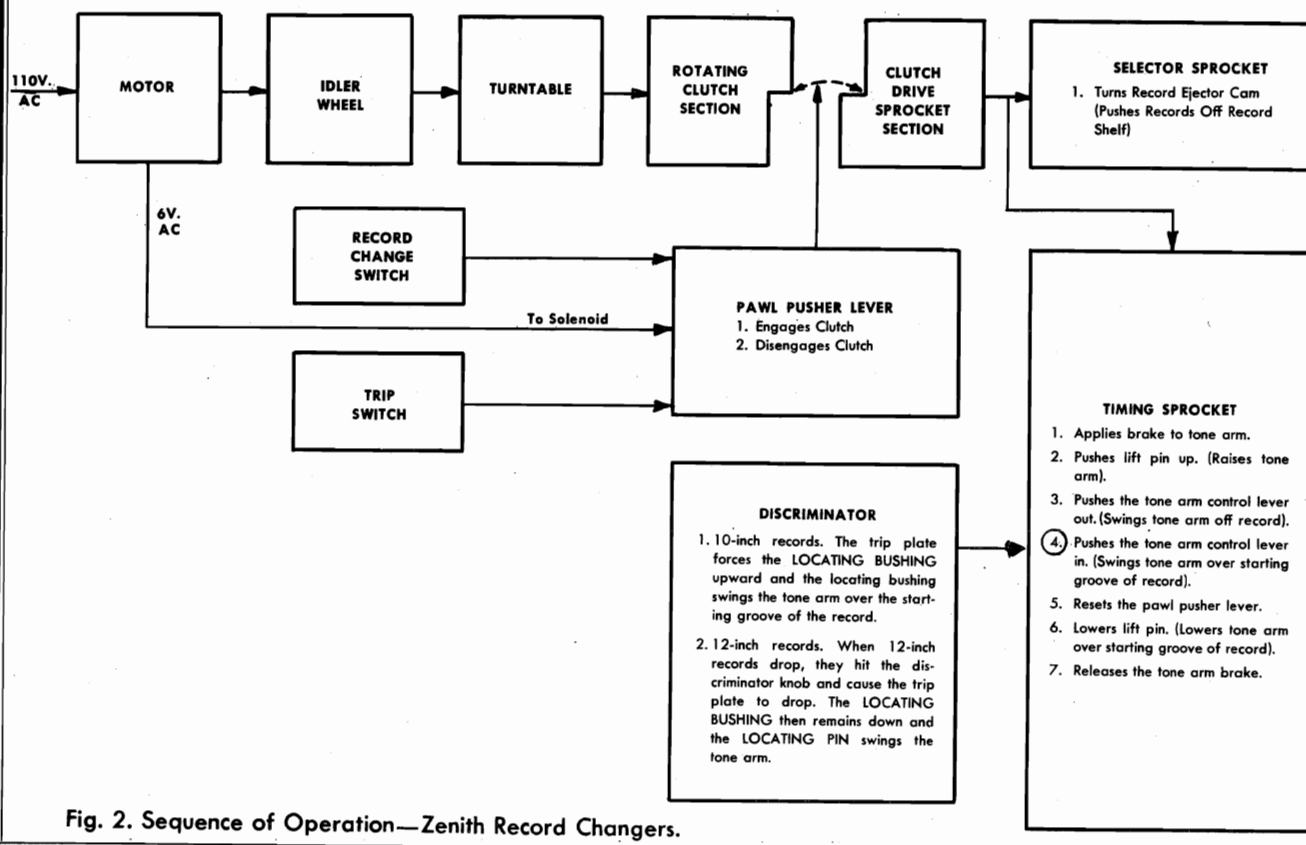 110V.
AC
MOTOR
IDLER
WHEEL
TURNTABLE
ROTATING
CLUTCH
SECTION
CLUTCH
DRIVE
SPROCKET
SECTION
SELECTOR SPROCKET
1. Turns Record Ejector Cam
(Pushes Records Off Record
Shelf)
6V.
AC
RECORD
CHANGE
SWITCH
To Solenoid
TRIP
SWITCH
PAWL PUSHER LEVER
1. Engages Clutch
2. Disengages Clutch
DISCRIMINATOR
1. 10-inch records. The trip plate
forces the LOCATING BUSHING
upward and the locating bushing
swings the tone arm over the start-
ing groove of the record.
2. 12-inch records. When 12-inch
records drop, they hit the dis-
criminator knob and cause the trip
plate to drop. The LOCATING
BUSHING then remains down and
the LOCATING PIN swings the
tone arm.
TIMING SPROCKET
1. Applies brake to tone arm.
2. Pushes lift pin up. (Raises tone
arm).
3. Pushes the tone arm control lever
out. (Swings tone arm off record).
4. Pushes the tone arm control lever
in. (Swings tone arm over starting
groove of record).
5. Resets the pawl pusher lever.
6. Lowers lift pin. (Lowers tone arm
over starting groove of record).
7. Releases the tone arm brake.
Fig. 2. Sequence of Operation—Zenith Record Changers.